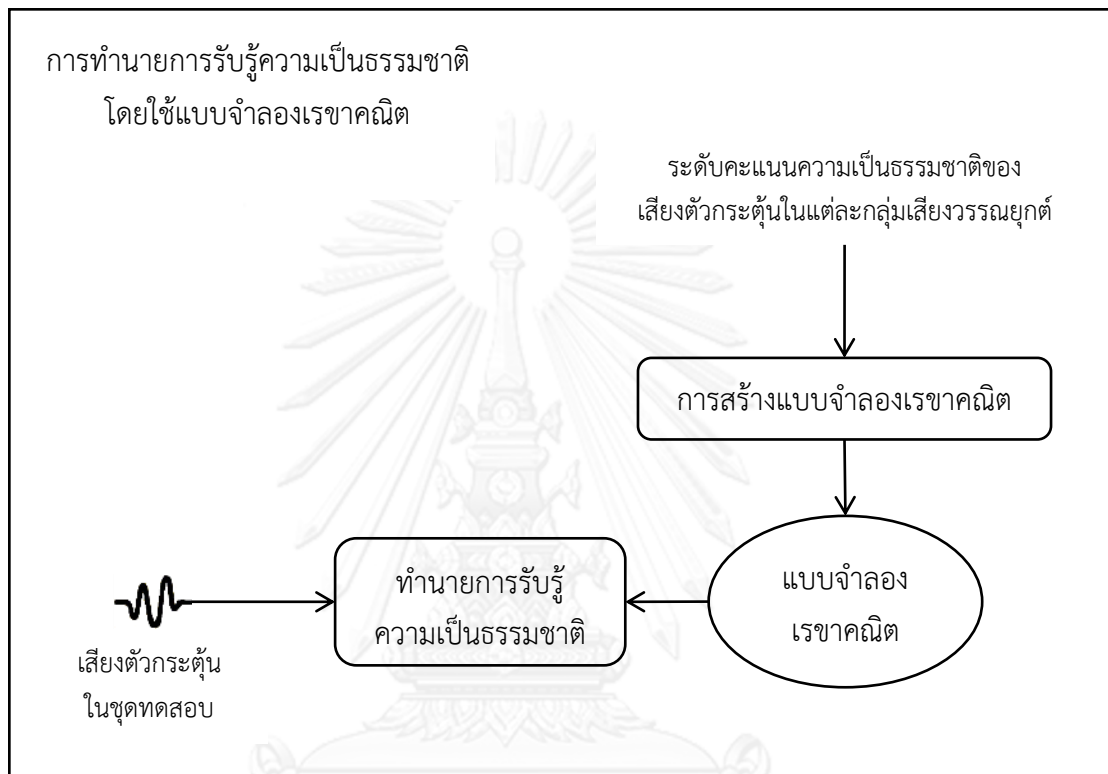 การทำนายการรับรู้ความเป็นธรรมชาติ
โดยใช้แบบจำลองเรขาคณิต
ระดับคะแนนความเป็นธรรมชาติของ
เสียงตัวกระตุ้นในแต่ละกลุ่มเสียงวรรณยุกต์
การสร้างแบบจำลองเรขาคณิต
แบบจำลอง
เรขาคณิต
ทำนายการรับรู้
ความเป็นธรรมชาติ
เสียงตัวกระตุ้น
ในชุดทดสอบ